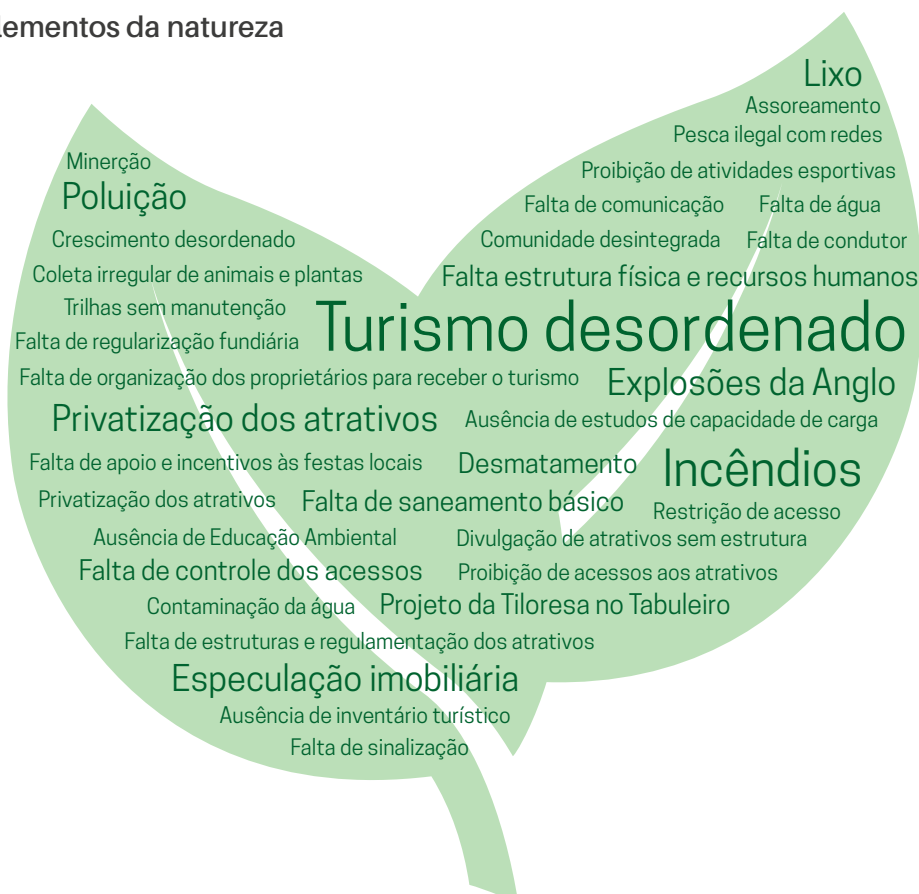 lementos da natureza
Lixo
Assoreamento
Pesca ilegal com redes
Minerção
Proibição de atividades esportivas
Poluição
Falta de comunicação Falta de água
Crescimento desordenado
Comunidade desintegrada Falta de condutor
Coleta irregular de animais e plantas
Falta estrutura física e recursos humanos
Trilhas sem manutenção
Turismo desordenado
Falta de regularização fundiária
Falta de organização dos proprietários para receber o turismo
Explosões da Anglo
Privatização dos atrativos
Ausência de estudos de capacidade de carga
Falta de apoio e incentivos às festas locais
Desmatamento
Incêndios
Privatização dos atrativos
Falta de saneamento básico
Restrição de acesso
Ausência de Educação Ambiental
Divulgação de atrativos sem estrutura
Falta de controle dos acessos
Proibição de acessos aos atrativos
Contaminação da água
Projeto da Tiloresa no Tabuleiro
Falta de estruturas e regulamentação dos atrativos
Especulação imobiliária
Ausência de inventário turístico
Falta de sinalização